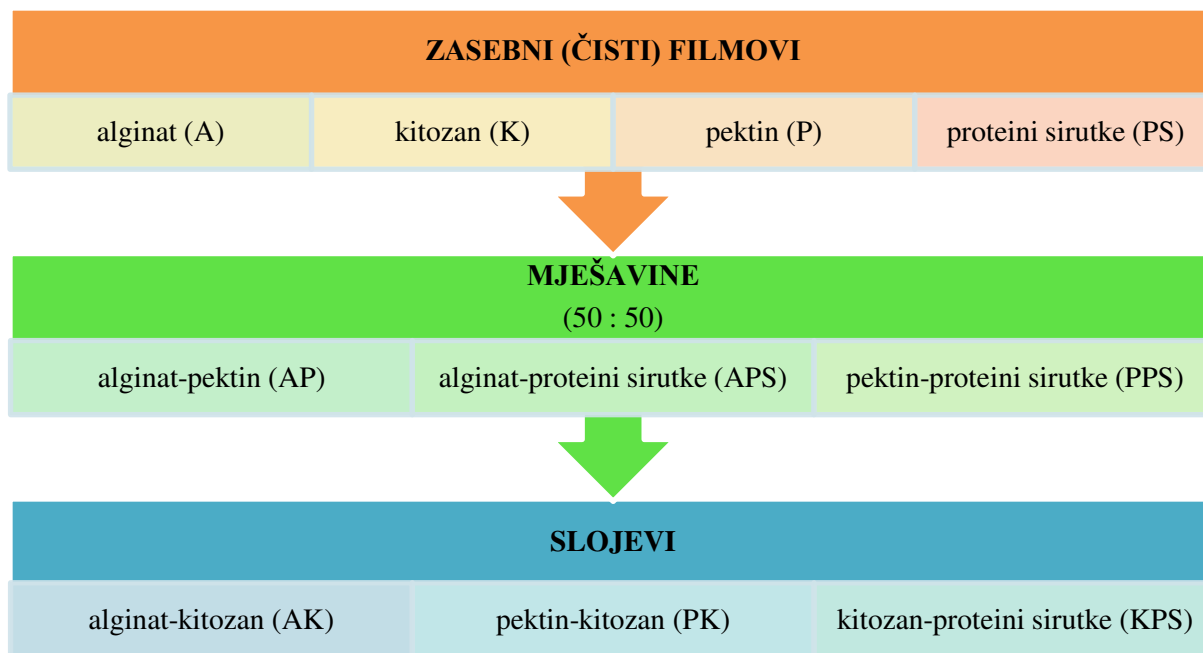 ZASEBNI (ČISTI) FILMOVI
alginat (A)
kitozan (K)
pektin (P)
proteini sirutke (PS)
MJEŠAVINE
(50 : 50)
alginat-pektin (AP)
alginat-proteini sirutke (APS)
pektin-proteini sirutke (PPS)
SLOJEVI
alginat-kitozan (AK)
pektin-kitozan (PK)
kitozan-proteini sirutke (KPS)